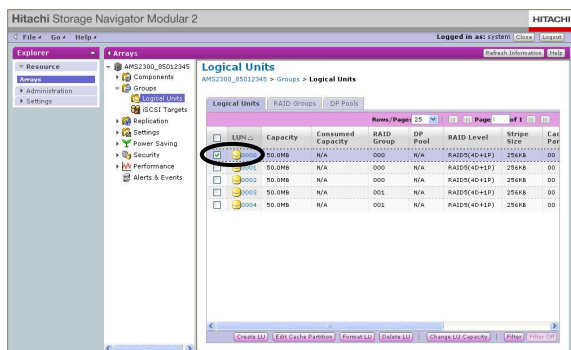 Hitachi Storage Navigator Modular 2
HITACHI
File Go Help
Logged in as: system Close Logout
Explorer
Arrays
Refresh Information Help
Resource
Arrays
Administration
Settings
AMS2300_85012345
Components
Groups
Logical Units
iSCSI Targets
Replication
Settings
Power Saving
Security
Performance
Alerts & Events
Logical Units
AMS2300_85012345 > Groups > Logical Units
Logical Units RAID Groups DP Pools
Rows/Page: 25 Page 1 of 1
LUN Capacity Consumed Capacity RAID Group DP Pool RAID Level Stripe Size Cac Par
0000 50.0MB N/A 000 N/A RAID5(4D+1P) 256KB 00
0001 50.0MB N/A 000 N/A RAID5(4D+1P) 256KB 00
0002 50.0MB N/A 000 N/A RAID5(4D+1P) 256KB 00
0003 50.0MB N/A 001 N/A RAID5(4D+1P) 256KB 00
0004 50.0MB N/A 001 N/A RAID5(4D+1P) 256KB 00
Create LU Edit Cache Partition Format LU Delete LU Change LU Capacity Filter Filter Off